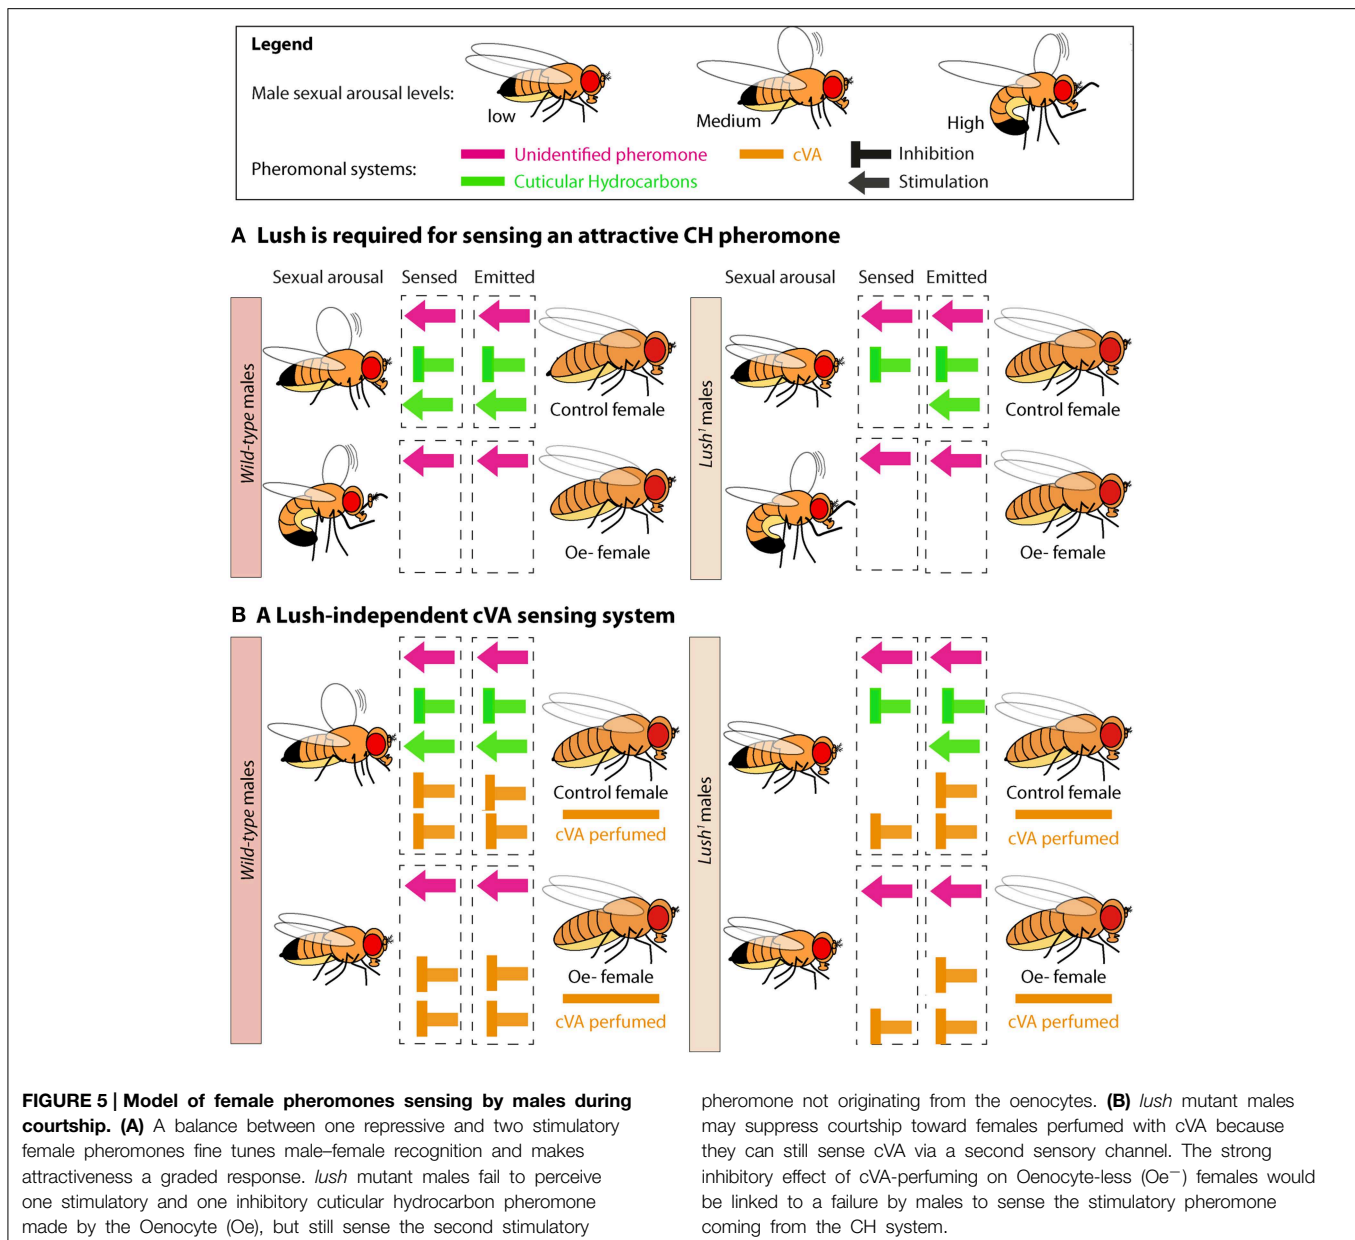 Legend
Male sexual arousal levels:
low
Medium
High
Pheromonal systems:
Unidentified pheromone
cVA
Inhibition
Cuticular Hydrocarbons
Stimulation
A Lush is required for sensing an attractive CH pheromone
Sexual arousal Sensed Emitted
Sexual arousal Sensed Emitted
Wild-type males
Control female
Oe- female
Lush¹ males
Control female
Oe- female
B A Lush-independent cVA sensing system
Wild-type males
Control female
cVA perfumed
Oe- female
cVA perfumed
Lush¹ males
Control female
cVA perfumed
Oe- female
cVA perfumed
FIGURE 5 | Model of female pheromones sensing by males during
courtship. (A) A balance between one repressive and two stimulatory
female pheromones fine tunes male–female recognition and makes
attractiveness a graded response. lush mutant males fail to perceive
one stimulatory and one inhibitory cuticular hydrocarbon pheromone
made by the Oenocyte (Oe), but still sense the second stimulatory
pheromone not originating from the oenocytes. (B) lush mutant males
may suppress courtship toward females perfumed with cVA because
they can still sense cVA via a second sensory channel. The strong
inhibitory effect of cVA-perfuming on Oenocyte-less (Oe⁻) females would
be linked to a failure by males to sense the stimulatory pheromone
coming from the CH system.